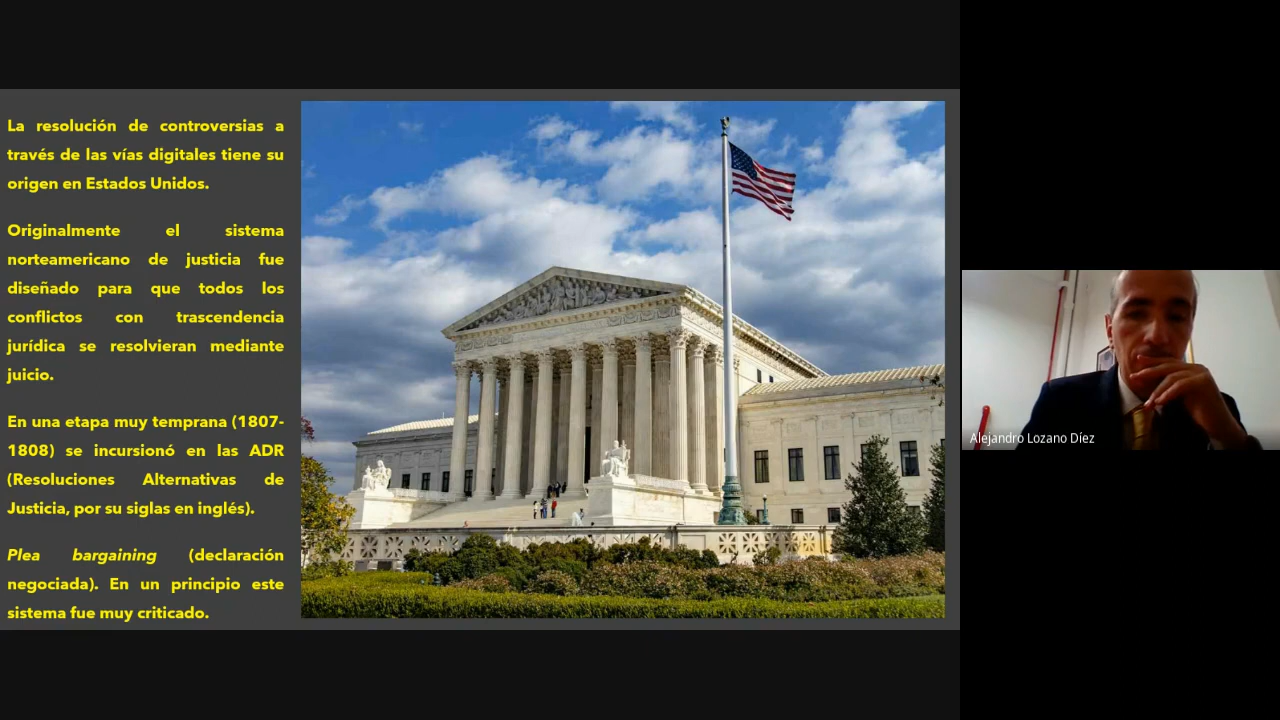 La resolución de controversias a
través de las vías digitales tiene su
origen en Estados Unidos.
Originalmente el sistema
norteamericano de justicia fue
diseñado para que todos los
conflictos con trascendencia
jurídica se resolvieran mediante
juicio.
En una etapa muy temprana (1807-
1808) se incursionó en las ADR
(Resoluciones Alternativas de
Justicia, por su siglas en inglés).
Plea bargaining (declaración
negociada). En un principio este
sistema fue muy criticado.
Alejandro Lozano Díez